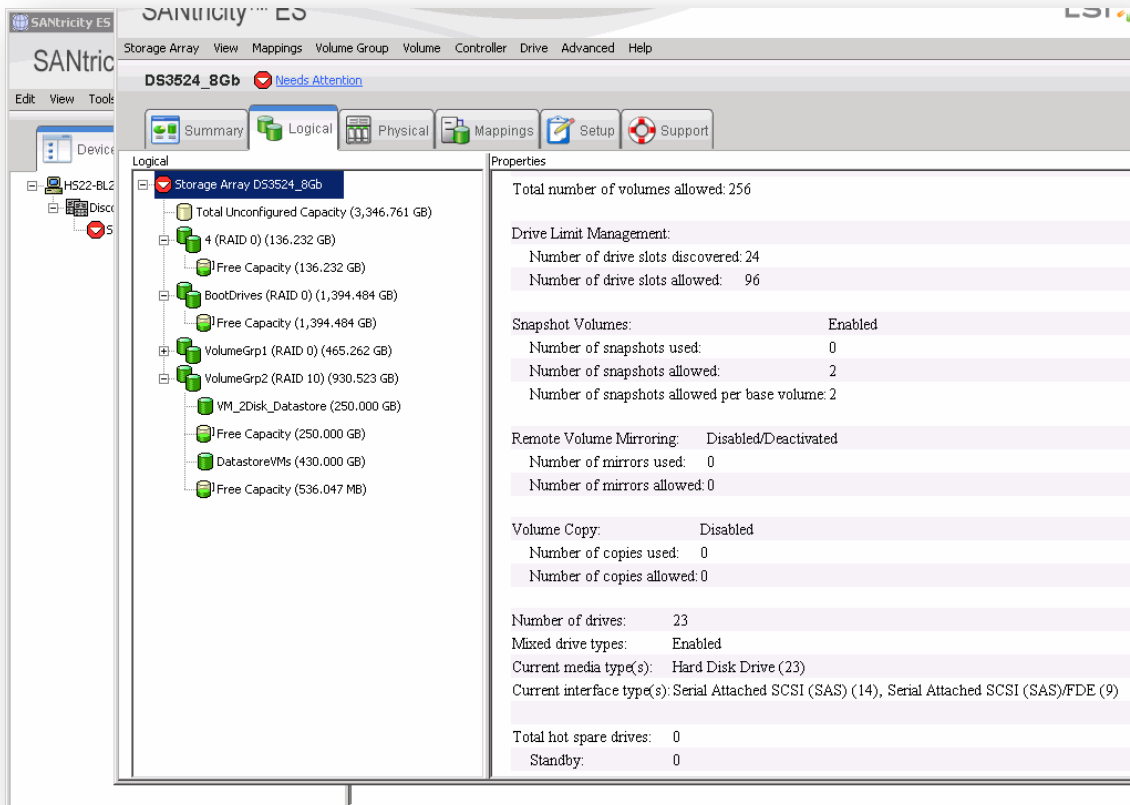 SANtricity ES
SANtricity™ ES
LSI
SANtric
Storage Array View Mappings Volume Group Volume Controller Drive Advanced Help
DS3524_8Gb Needs Attention
Edit View Tools
Summary Logical Physical Mappings Setup Support
Device
Logical
Properties
HS22-BL2
Disco
S
Storage Array DS3524_8Gb
Total Unconfigured Capacity (3,346.761 GB)
4 (RAID 0) (136.232 GB)
Free Capacity (136.232 GB)
BootDrives (RAID 0) (1,394.484 GB)
Free Capacity (1,394.484 GB)
VolumeGrp1 (RAID 0) (465.262 GB)
VolumeGrp2 (RAID 10) (930.523 GB)
VM_2Disk_Datastore (250.000 GB)
Free Capacity (250.000 GB)
DatastoreVMs (430.000 GB)
Free Capacity (536.047 MB)
Total number of volumes allowed: 256
Drive Limit Management:
Number of drive slots discovered: 24
Number of drive slots allowed: 96
Snapshot Volumes: Enabled
Number of snapshots used: 0
Number of snapshots allowed: 2
Number of snapshots allowed per base volume: 2
Remote Volume Mirroring: Disabled/Deactivated
Number of mirrors used: 0
Number of mirrors allowed: 0
Volume Copy: Disabled
Number of copies used: 0
Number of copies allowed: 0
Number of drives: 23
Mixed drive types: Enabled
Current media type(s): Hard Disk Drive (23)
Current interface type(s): Serial Attached SCSI (SAS) (14), Serial Attached SCSI (SAS)/FDE (9)
Total hot spare drives: 0
Standby: 0